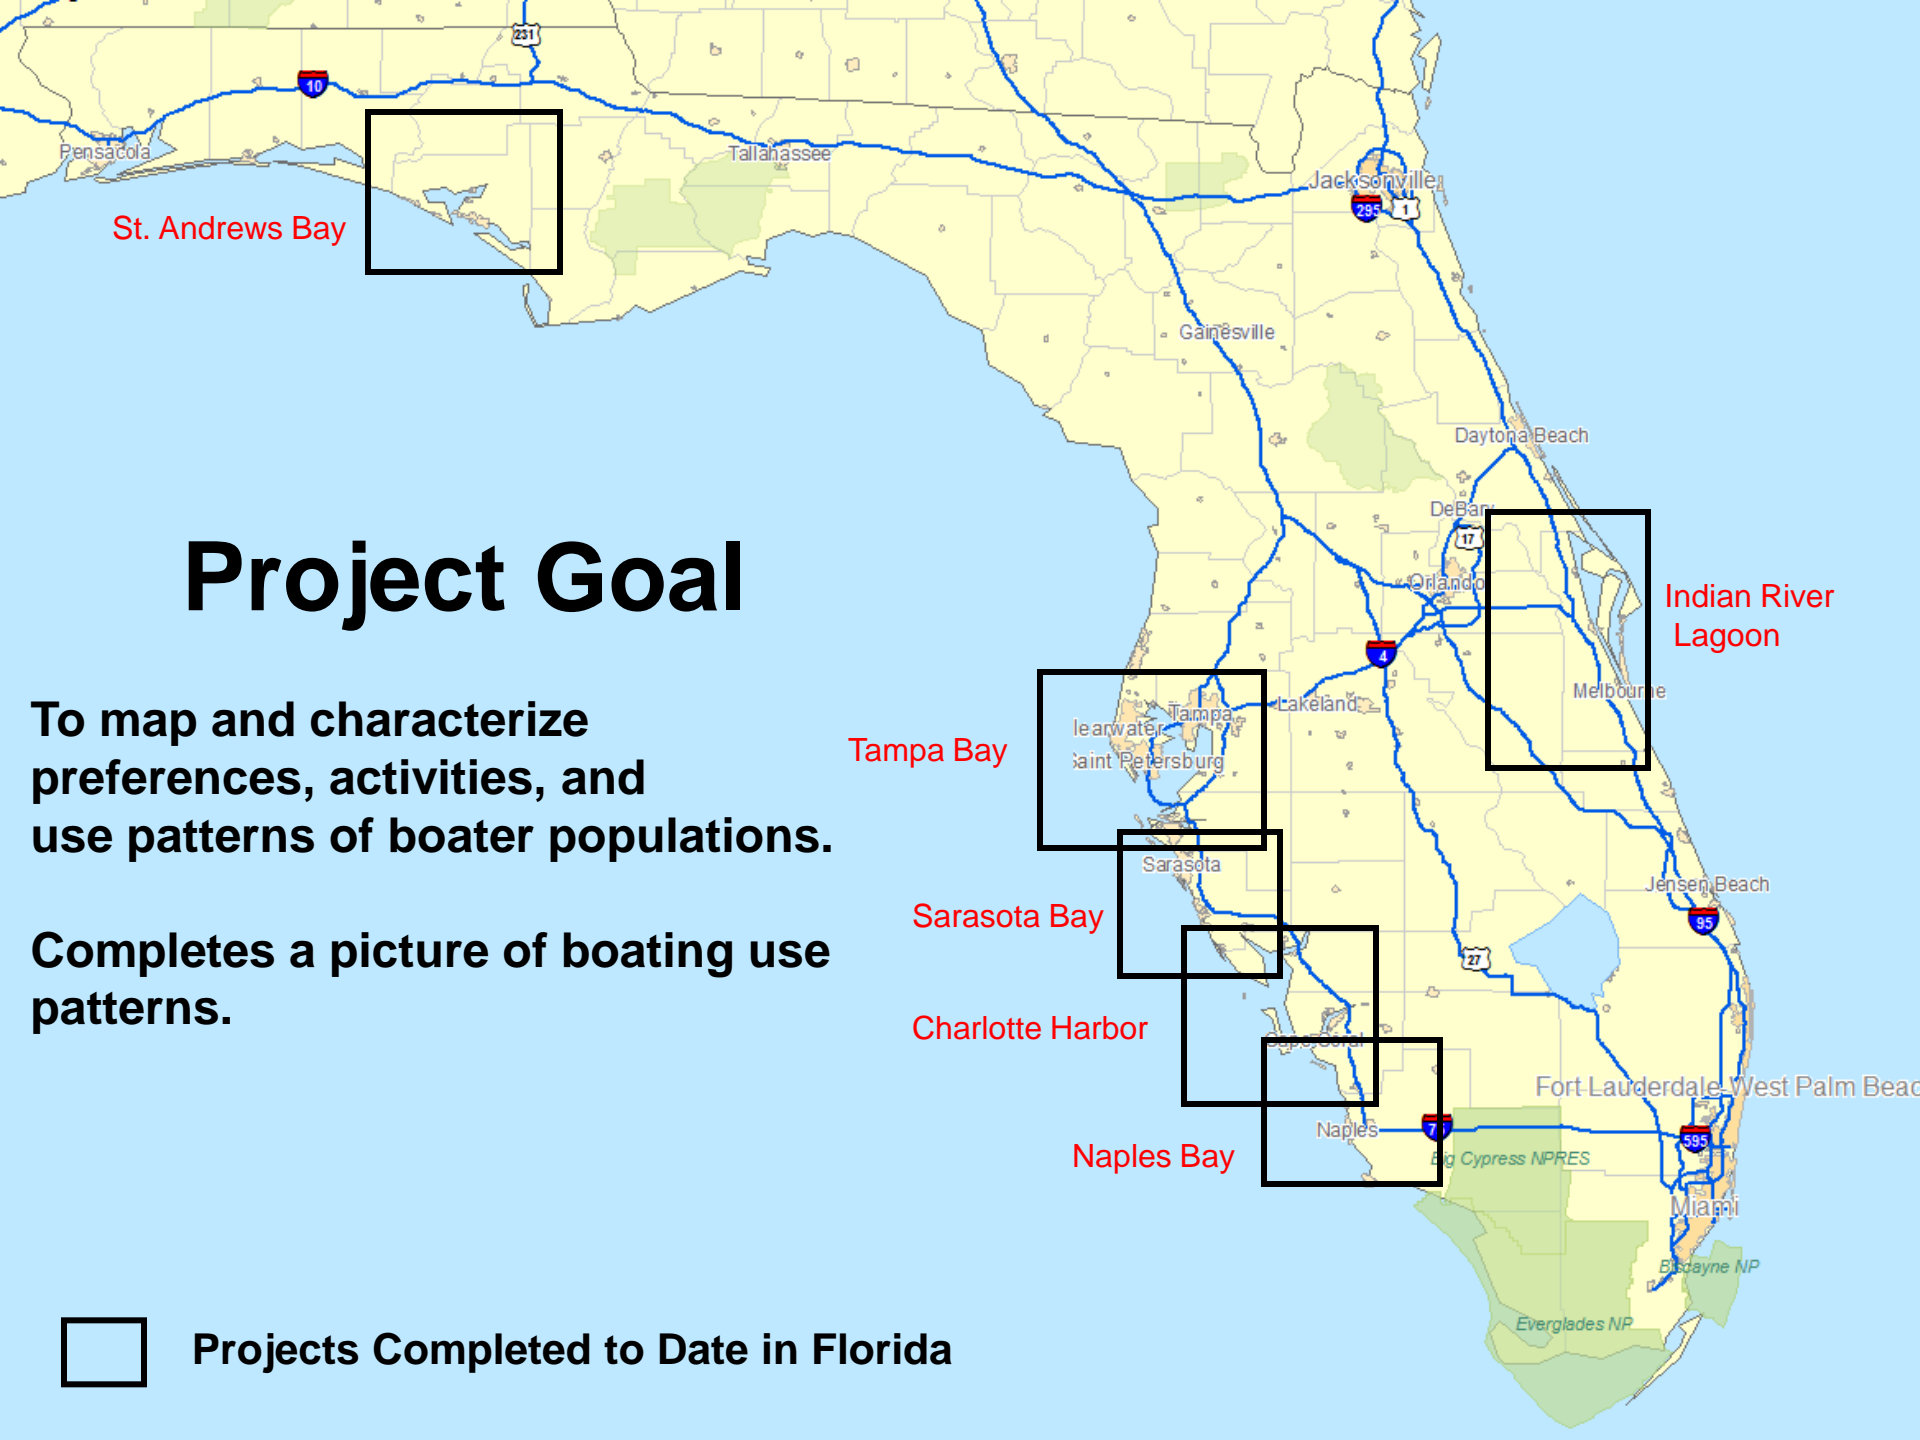 231
10
Pensacola
Tallahassee
Jacksonville
295
1
St. Andrews Bay
Gainesville
Daytona Beach
DeBary
17
Orlando
Indian River
Lagoon
Project Goal
4
Melbourne
Lakeland
Tampa
learwater
Saint Petersburg
Tampa Bay
To map and characterize
preferences, activities, and
use patterns of boater populations.
Sarasota
Jensen Beach
95
Sarasota Bay
Completes a picture of boating use
patterns.
27
Charlotte Harbor
Cape Coral
Fort Lauderdale-West Palm Beac
Naples
75
595
Naples Bay
Big Cypress NPRES
Miami
Biscayne NP
Everglades NP
Projects Completed to Date in Florida